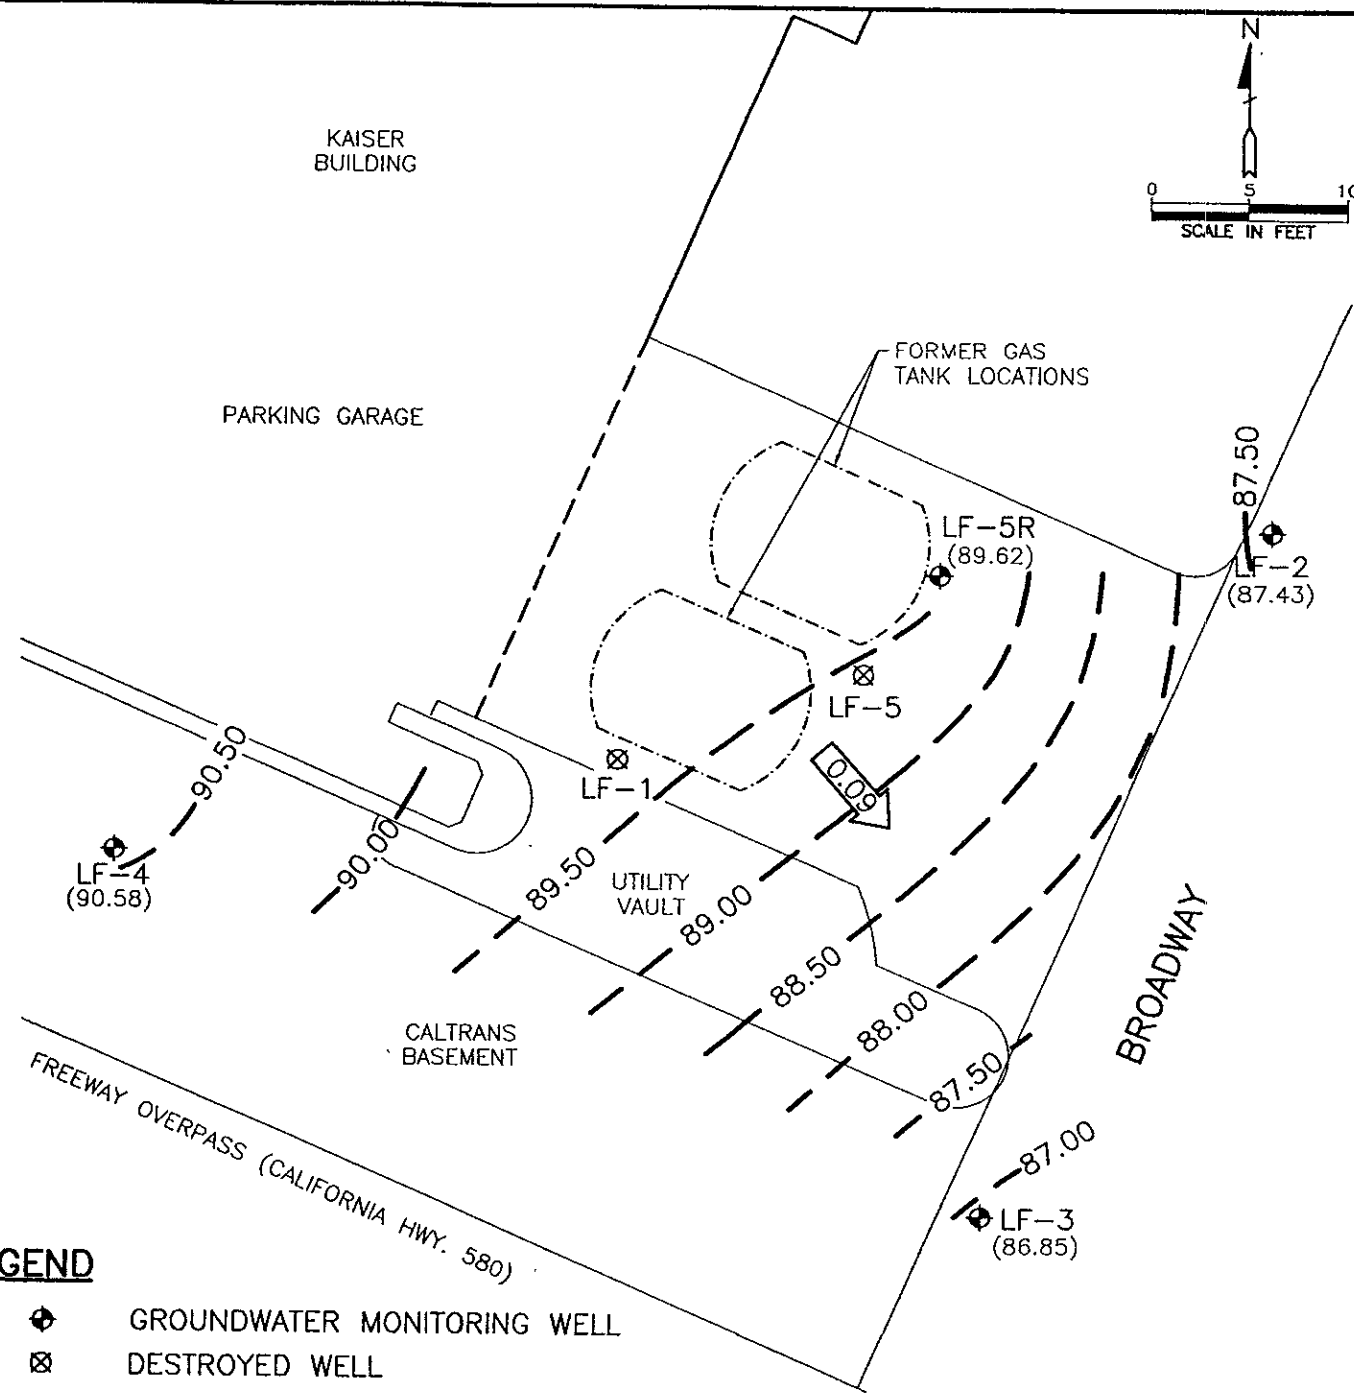 N
KAISER
BUILDING
0 5 10
SCALE IN FEET
FORMER GAS
TANK LOCATIONS
PARKING GARAGE
87.50
LF-5R
(89.62)
LF-2
(87.43)
LF-5
90.50
LF-1
0.09
90.00
LF-4
(90.58)
89.50
UTILITY
VAULT
89.00
88.50
88.00
BROADWAY
CALTRANS
BASEMENT
87.50
FREEWAY OVERPASS (CALIFORNIA HWY. 580)
87.00
LF-3
(86.85)
GEND
GROUNDWATER MONITORING WELL
DESTROYED WELL